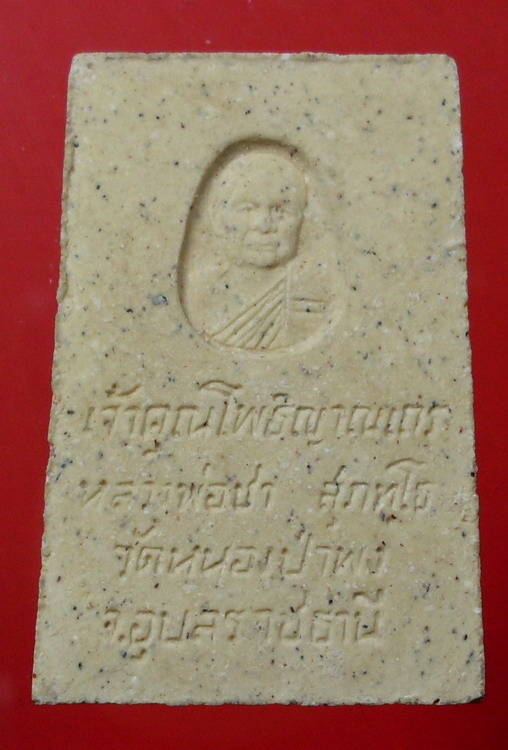 เจ้าคุณโพธิญาณเถร
หลวงพ่อชา สุภทฺโท
วัดหนองป่าพง
จ.อุบลราชธานี